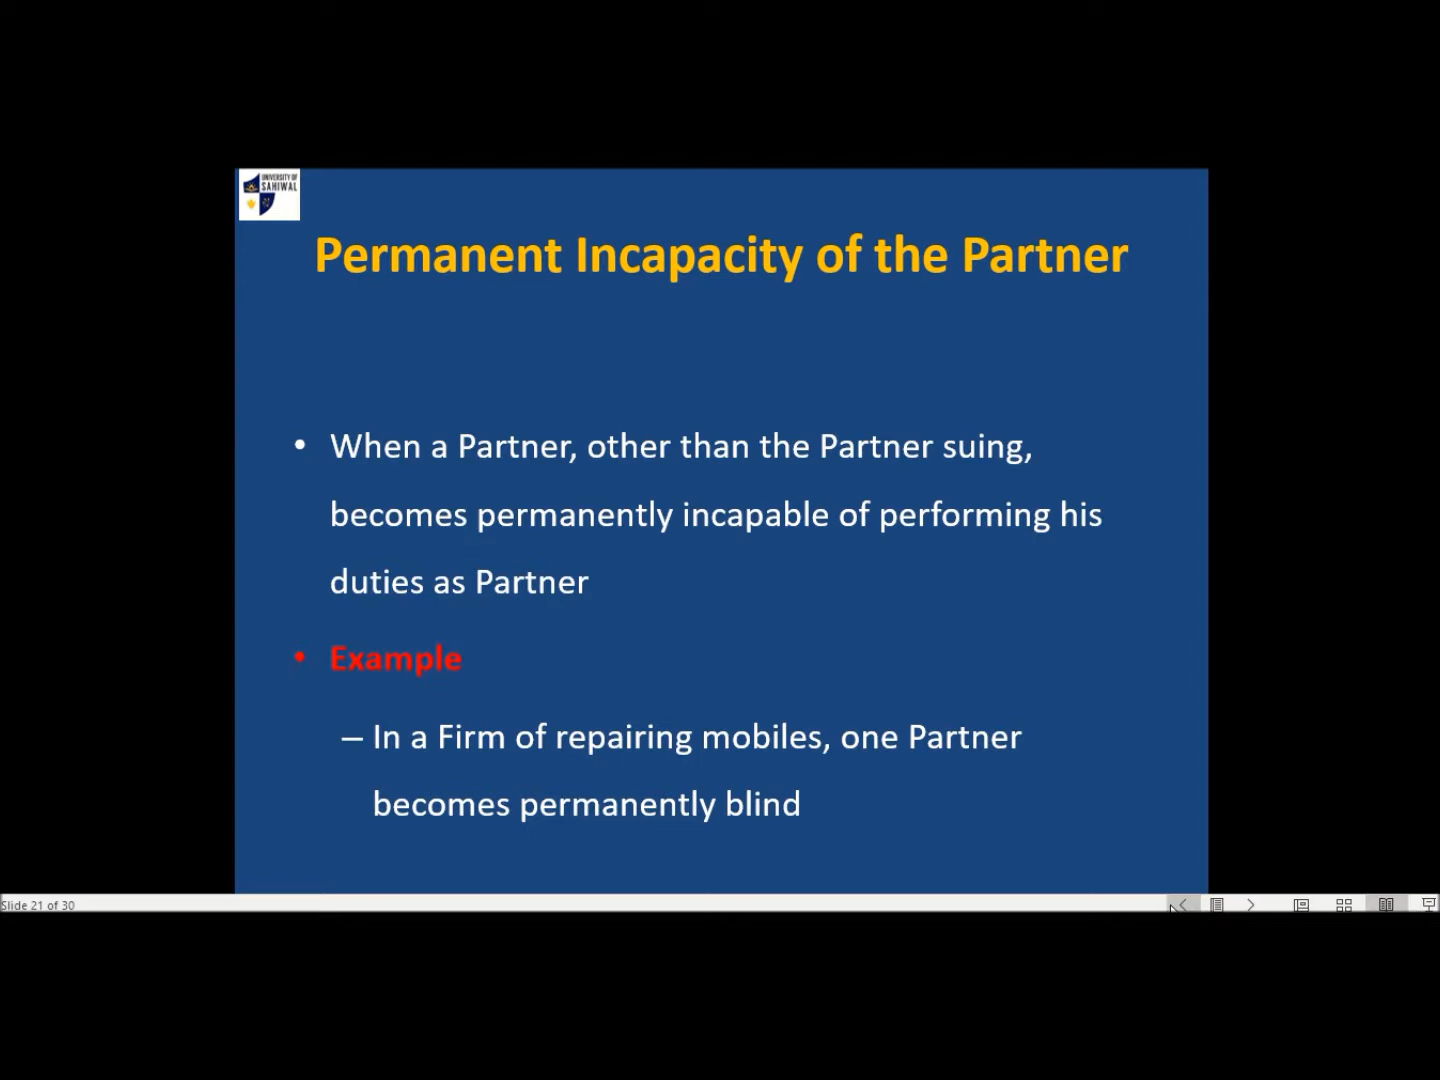 UNIVERSITY OF
SAHIWAL
Permanent Incapacity of the Partner
• When a Partner, other than the Partner suing,
becomes permanently incapable of performing his
duties as Partner
• Example
– In a Firm of repairing mobiles, one Partner
becomes permanently blind
Slide 21 of 30